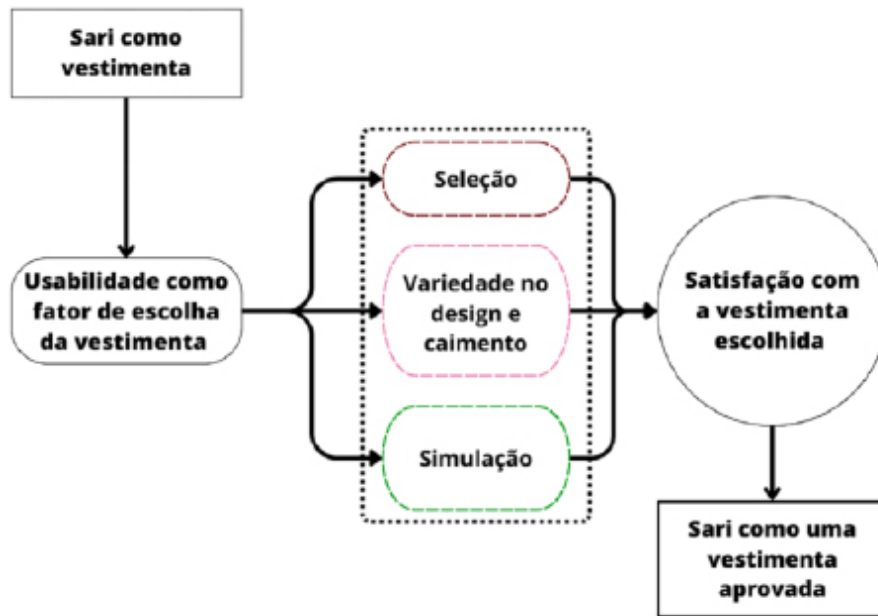 Sari como
vestimenta
Usabilidade como
fator de escolha
da vestimenta
Seleção
Variedade no
design e
caimento
Simulação
Satisfação com
a vestimenta
escolhida
Sari como uma
vestimenta
aprovada